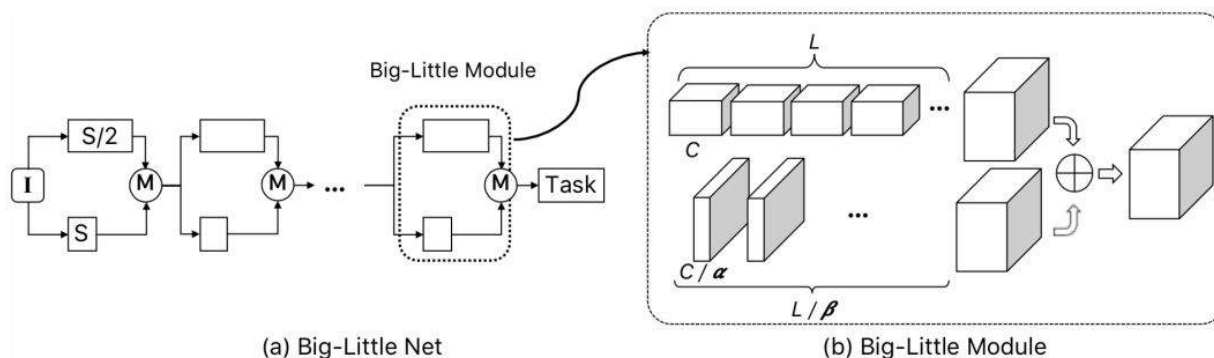 Big-Little Module
S/2
I
M
S
M
...
M
Task
L
C
...
C / α
...
L / β
(a) Big-Little Net
(b) Big-Little Module